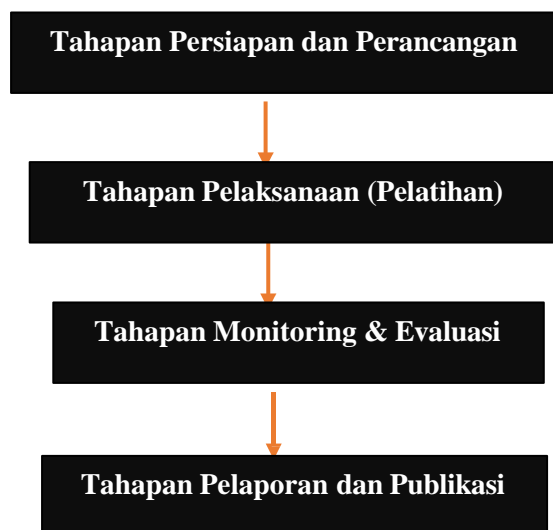 Tahapan Persiapan dan Perancangan
Tahapan Pelaksanaan (Pelatihan)
Tahapan Monitoring & Evaluasi
Tahapan Pelaporan dan Publikasi